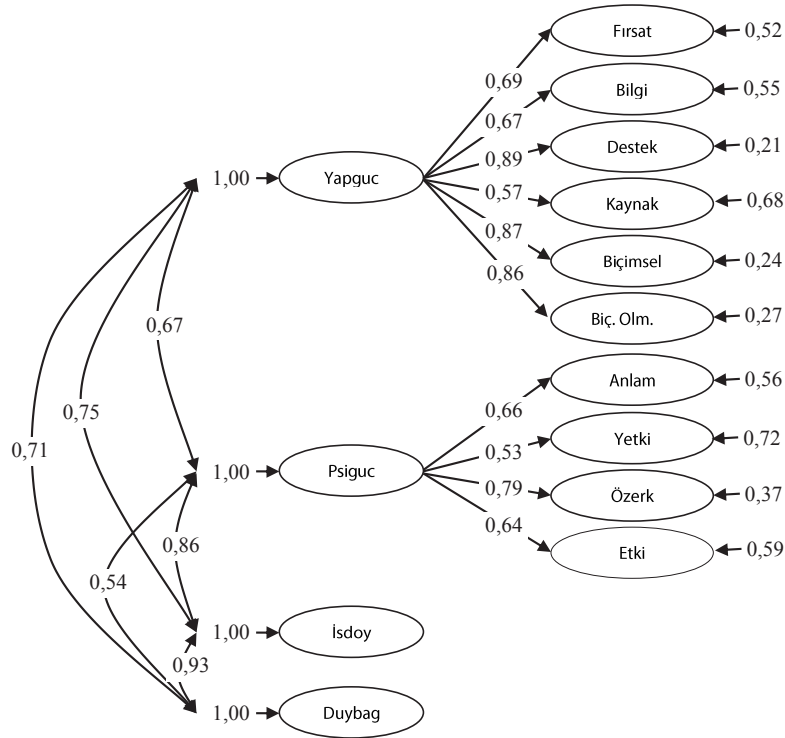 Fırsat
0,52
0,69
Bilgi
0,55
0,67
Destek
0,21
0,89
1,00
Yapguc
Kaynak
0,68
0,57
Biçimsel
0,24
0,87
0,86
Biç. Olm.
0,27
0,67
Anlam
0,56
0,66
0,75
Yetki
0,72
0,53
0,71
1,00
Psiguc
Özerk
0,37
0,79
0,64
Etki
0,59
0,86
0,54
1,00
İsdoy
0,93
1,00
Duybag